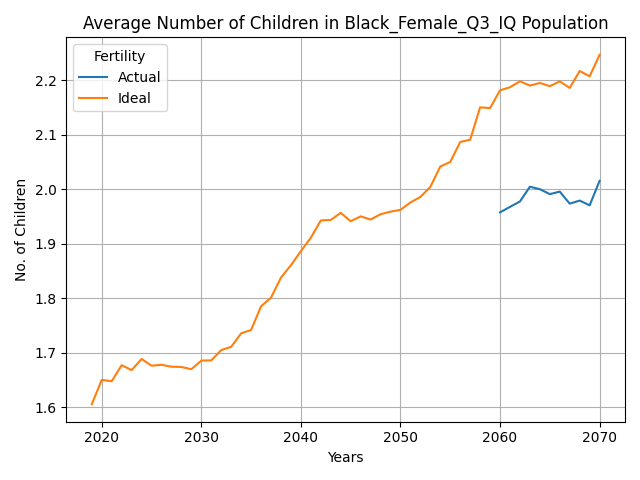 Average Number of Children in Black_Female_Q3_IQ Population
Fertility
Actual
Ideal
No. of Children
2.2
2.1
2.0
1.9
1.8
1.7
1.6
2020 2030 2040 2050 2060 2070
Years